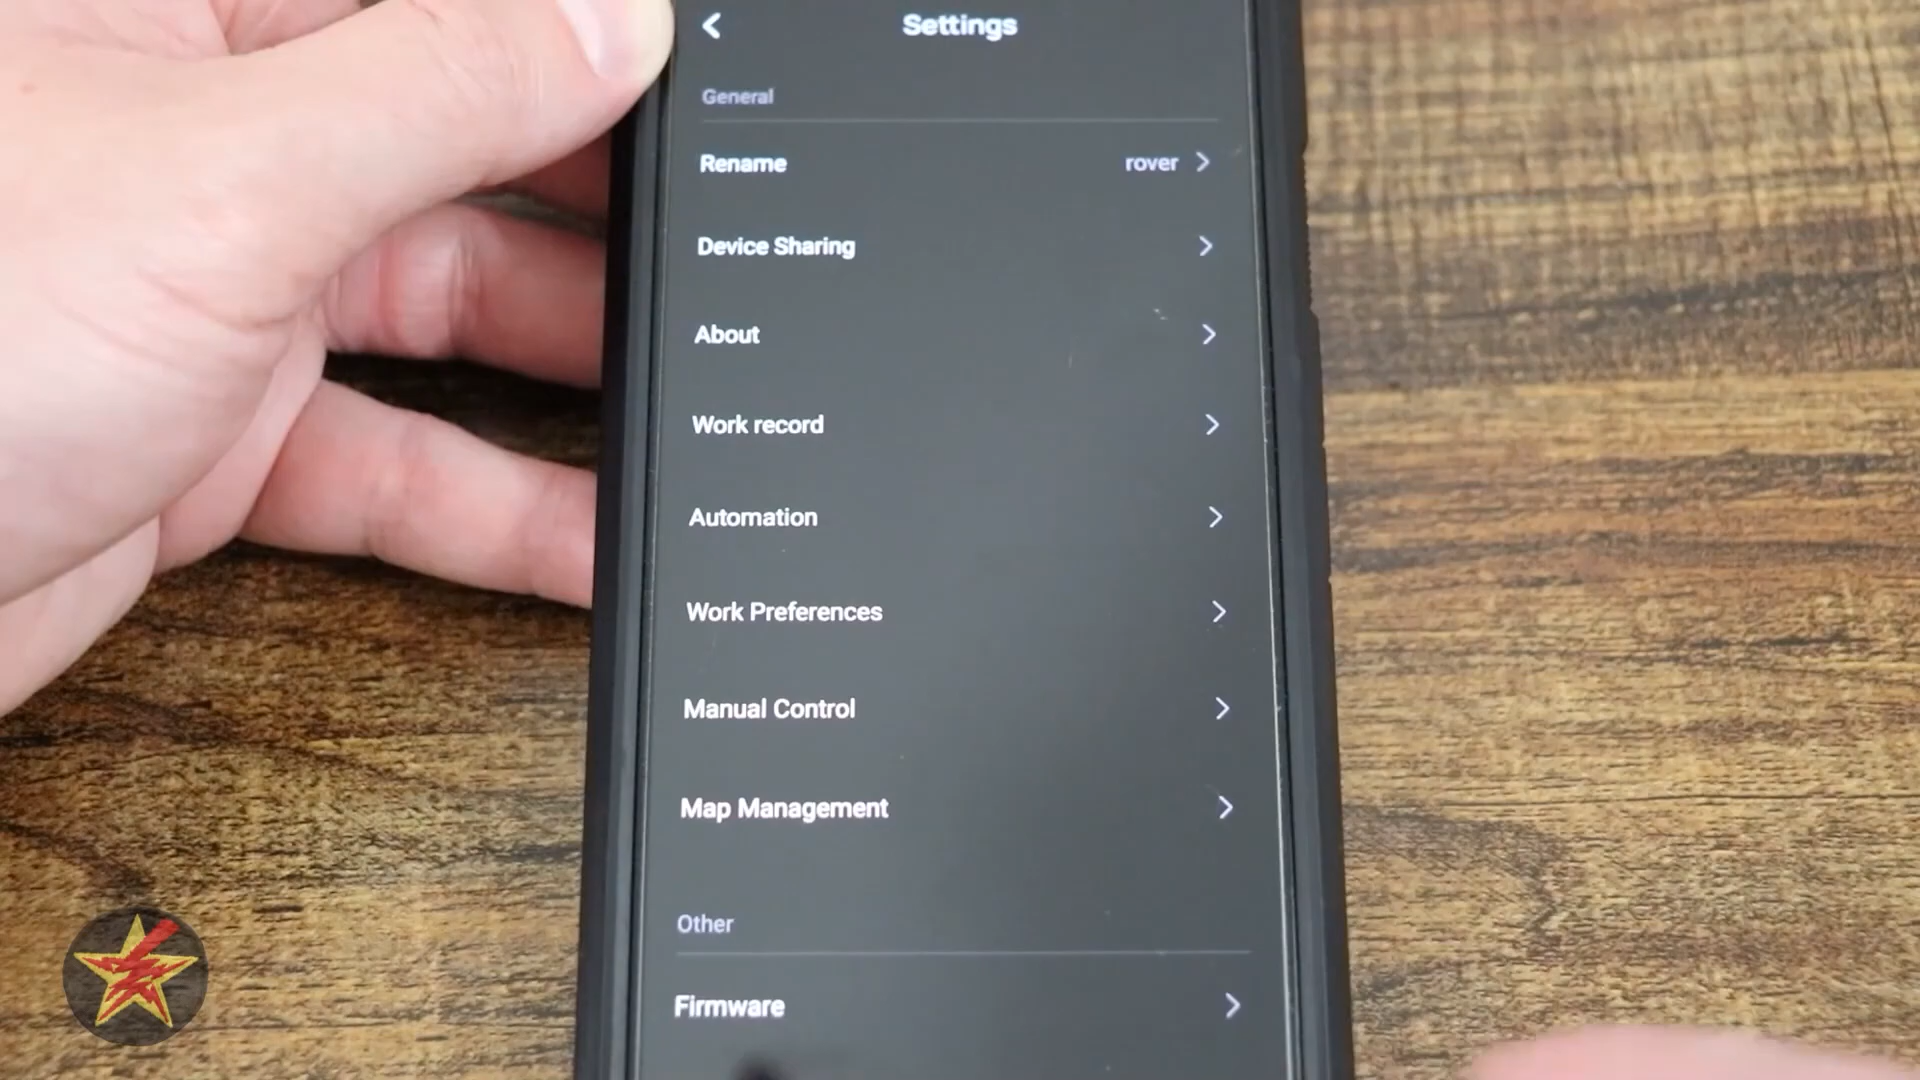 Settings
General
Rename rover
Device Sharing
About
Work record
Automation
Work Preferences
Manual Control
Map Management
Other
Firmware